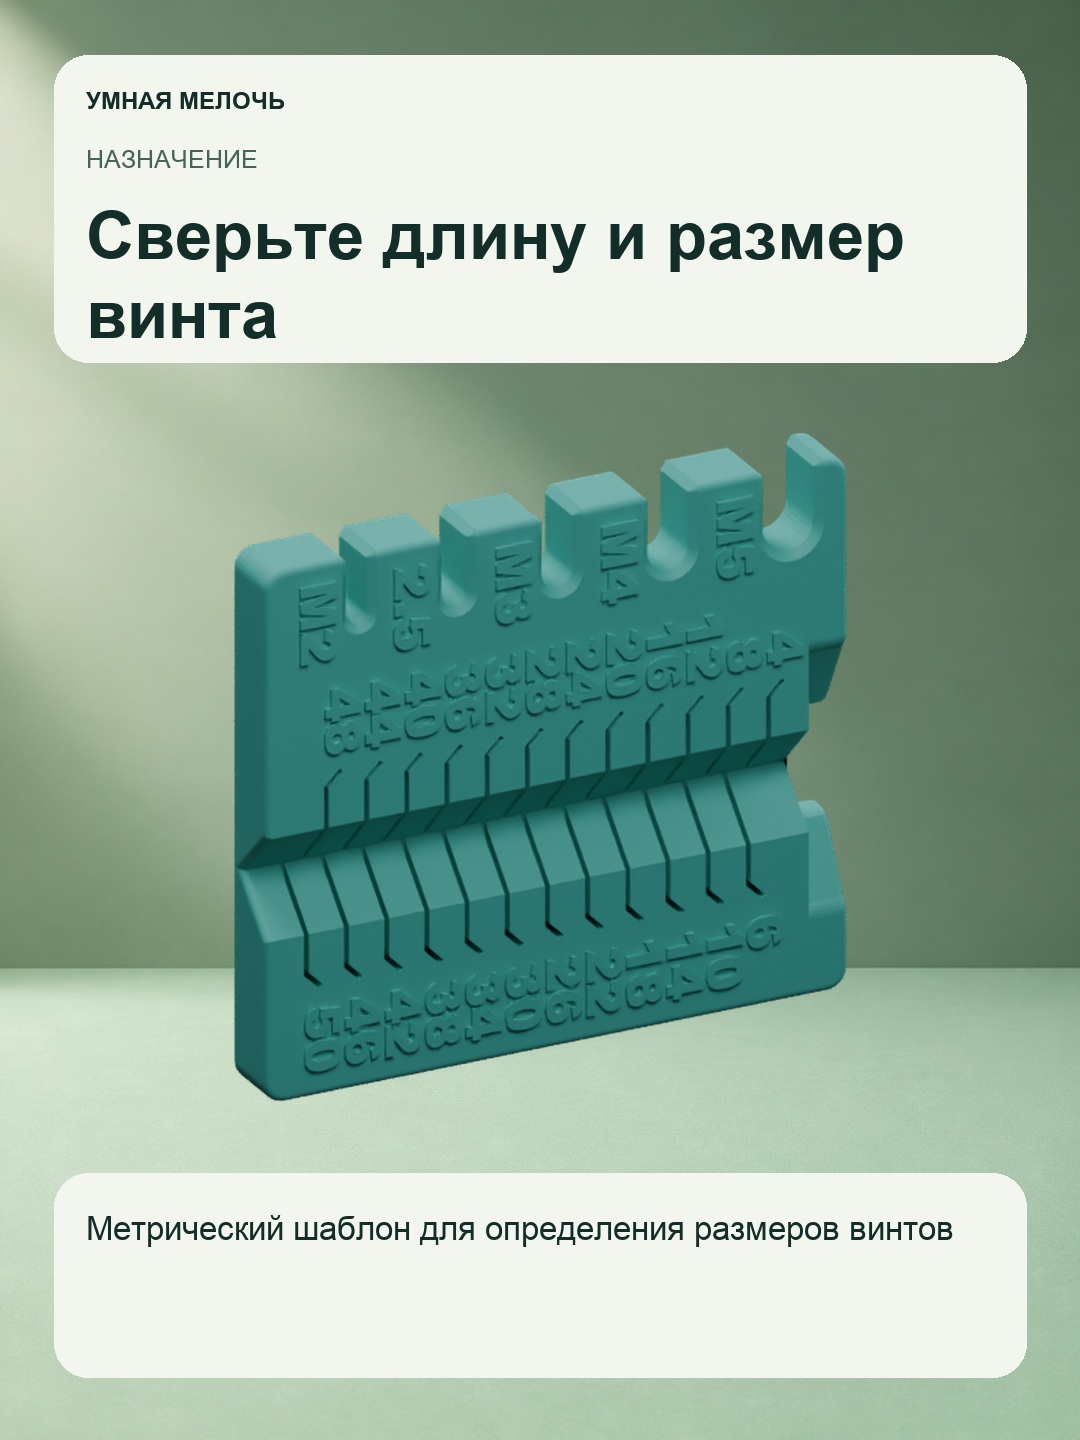 УМНАЯ МЕЛОЧЬ
НАЗНАЧЕНИЕ
Сверьте длину и размер
винта
M2
2.5
M3
M4
M5
48 44 40 36 32 28 24 20 16 12 8 4
50 46 42 38 34 30 26 22 18 14 10 6
Метрический шаблон для определения размеров винтов